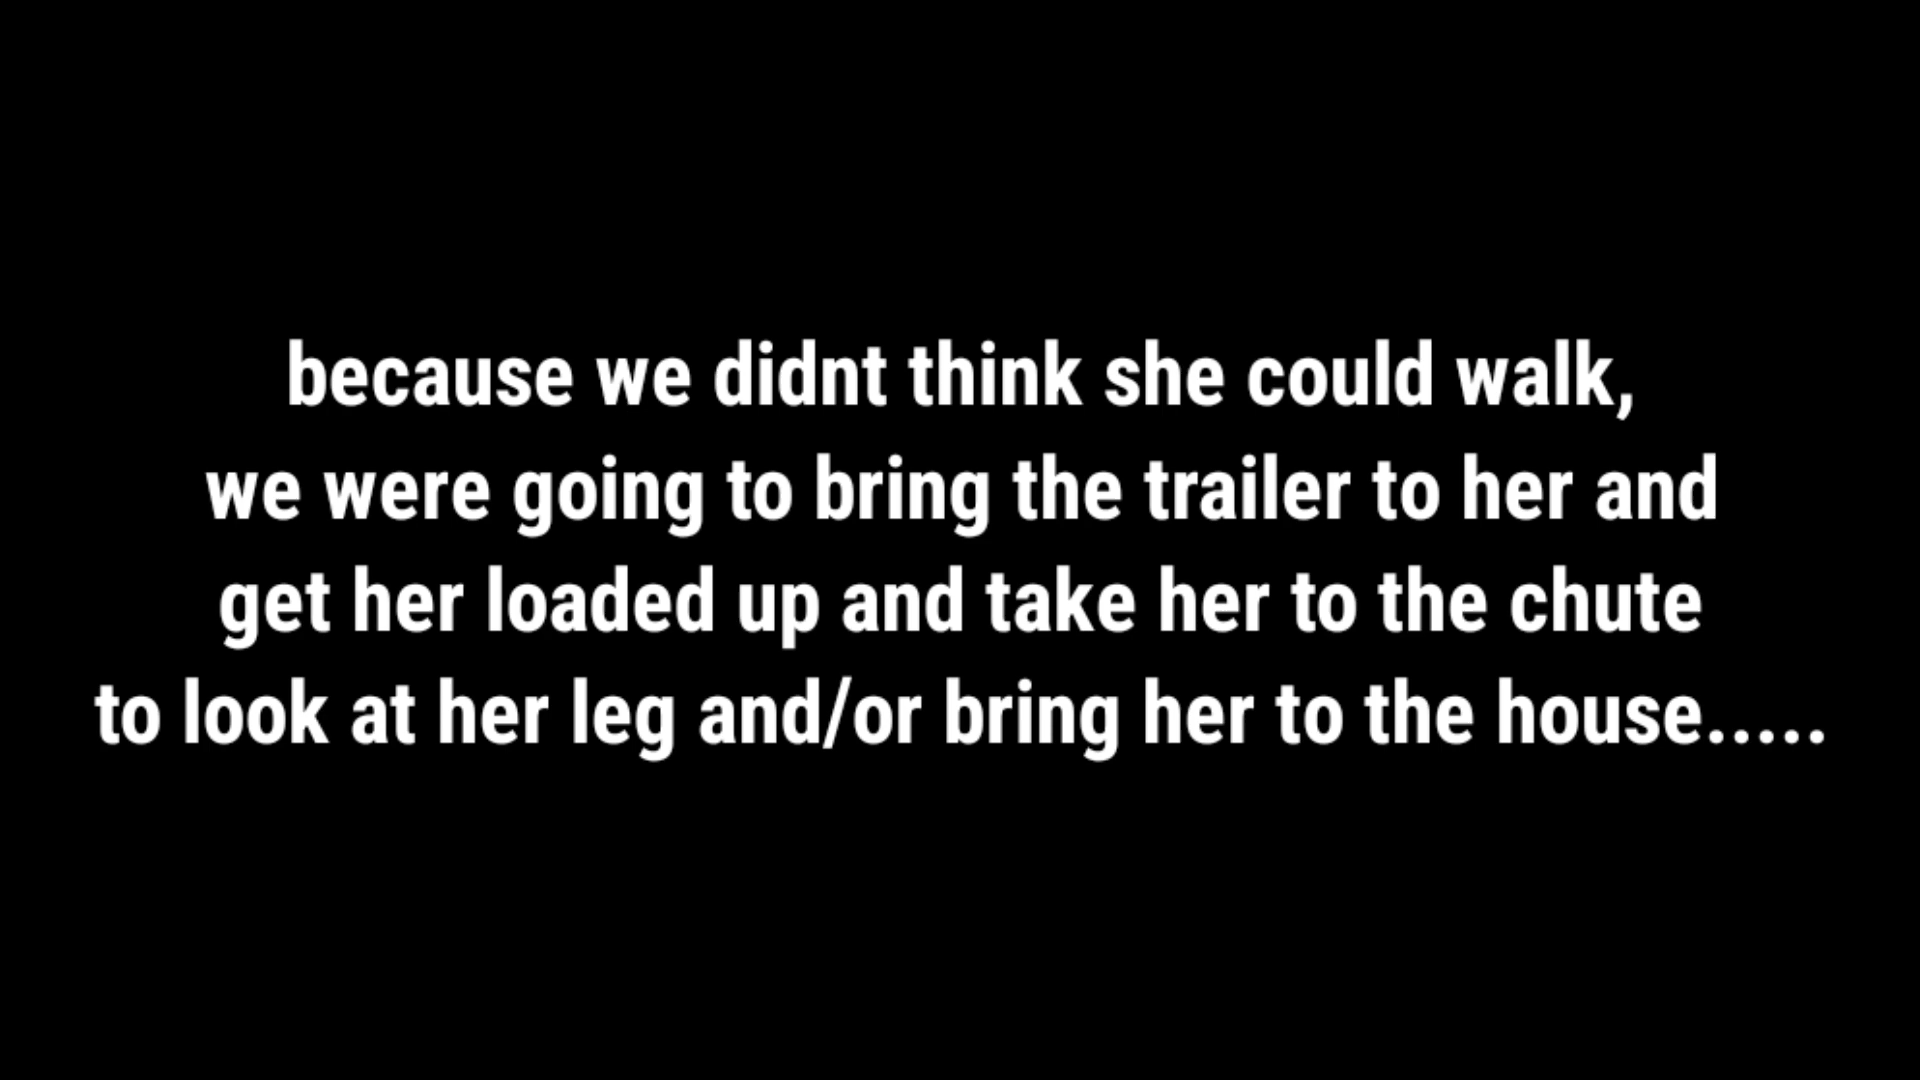 because we didnt think she could walk,
we were going to bring the trailer to her and
get her loaded up and take her to the chute
to look at her leg and/or bring her to the house.....